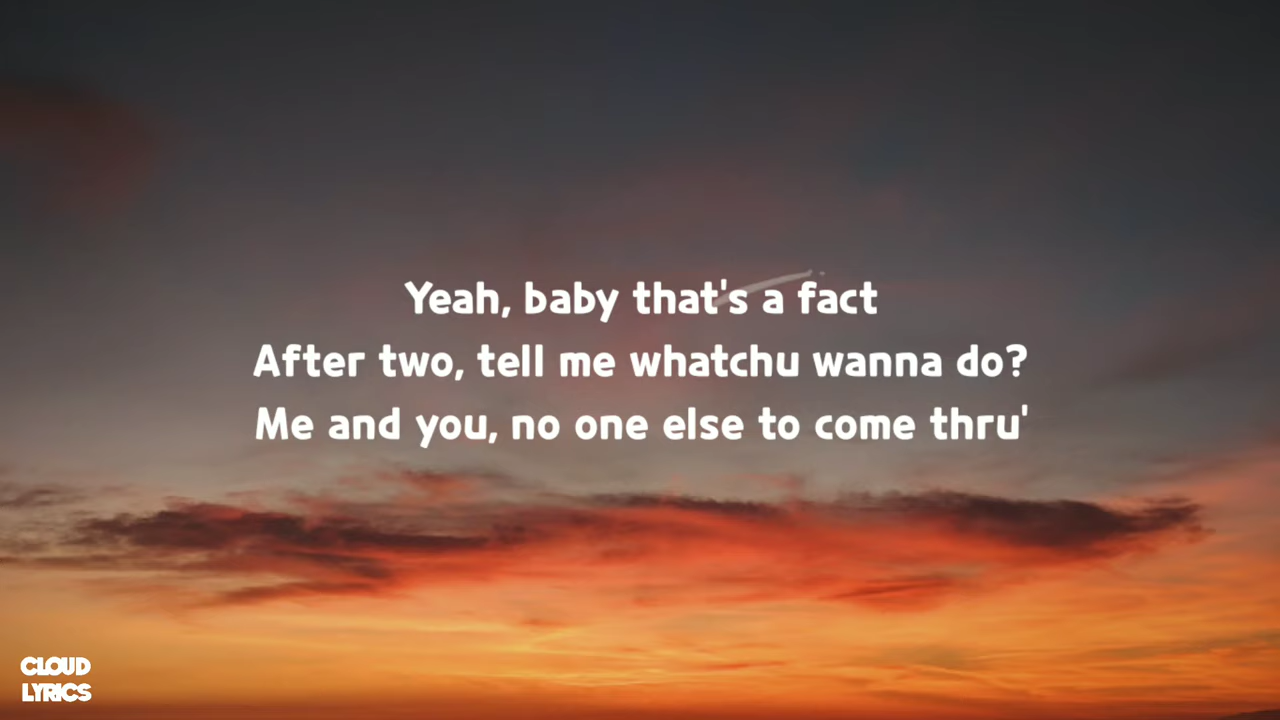 Yeah, baby that's a fact
After two, tell me whatchu wanna do?
Me and you, no one else to come thru'
CLOUD
LYRICS